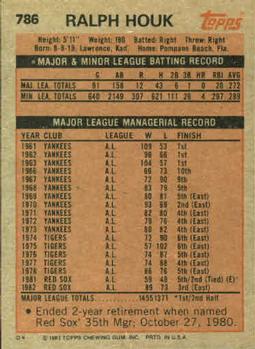 786 RALPH HOUK Topps
Height: 5'11" Weight: 190 Batted: Right Threw: Right
Born: 8-9-19, Lawrence, Kan. Home: Pompano Beach, Fla.
MAJOR & MINOR LEAGUE BATTING RECORD
G AB R H 2B 3B HR RBI AVG
MAJ. LEA. TOTALS 91 158 12 43 6 1 0 20 .272
MIN. LEA. TOTALS 640 2149 307 621 111 26 4 297 .289
MAJOR LEAGUE MANAGERIAL RECORD
YEAR CLUB LEAGUE W L FINISH
1961 YANKEES A.L. 109 53 1st
1962 YANKEES A.L. 96 66 1st
1963 YANKEES A.L. 104 57 1st
1966 YANKEES A.L. 66 73 10th
1967 YANKEES A.L. 72 90 9th
1968 YANKEES A.L. 83 79 5th
1969 YANKEES A.L. 80 81 5th (East)
1970 YANKEES A.L. 93 69 2nd (East)
1971 YANKEES A.L. 82 80 4th (East)
1972 YANKEES A.L. 79 76 4th (East)
1973 YANKEES A.L. 80 82 4th (East)
1974 TIGERS A.L. 72 90 6th (East)
1975 TIGERS A.L. 57 102 6th (East)
1976 TIGERS A.L. 74 87 5th (East)
1977 TIGERS A.L. 74 88 4th (East)
1978 TIGERS A.L. 86 76 5th (East)
1981 RED SOX A.L. 59 49 5th/2nd (Tied) (E)*
1982 RED SOX A.L. 89 73 3rd (East)
MAJOR LEAGUE TOTALS 1455 1371 *1st/2nd Half
Ended 2-year retirement when named
Red Sox' 35th Mgr; October 27, 1980.
© 1983 TOPPS CHEWING GUM, INC. PRTD. IN U.S.A.